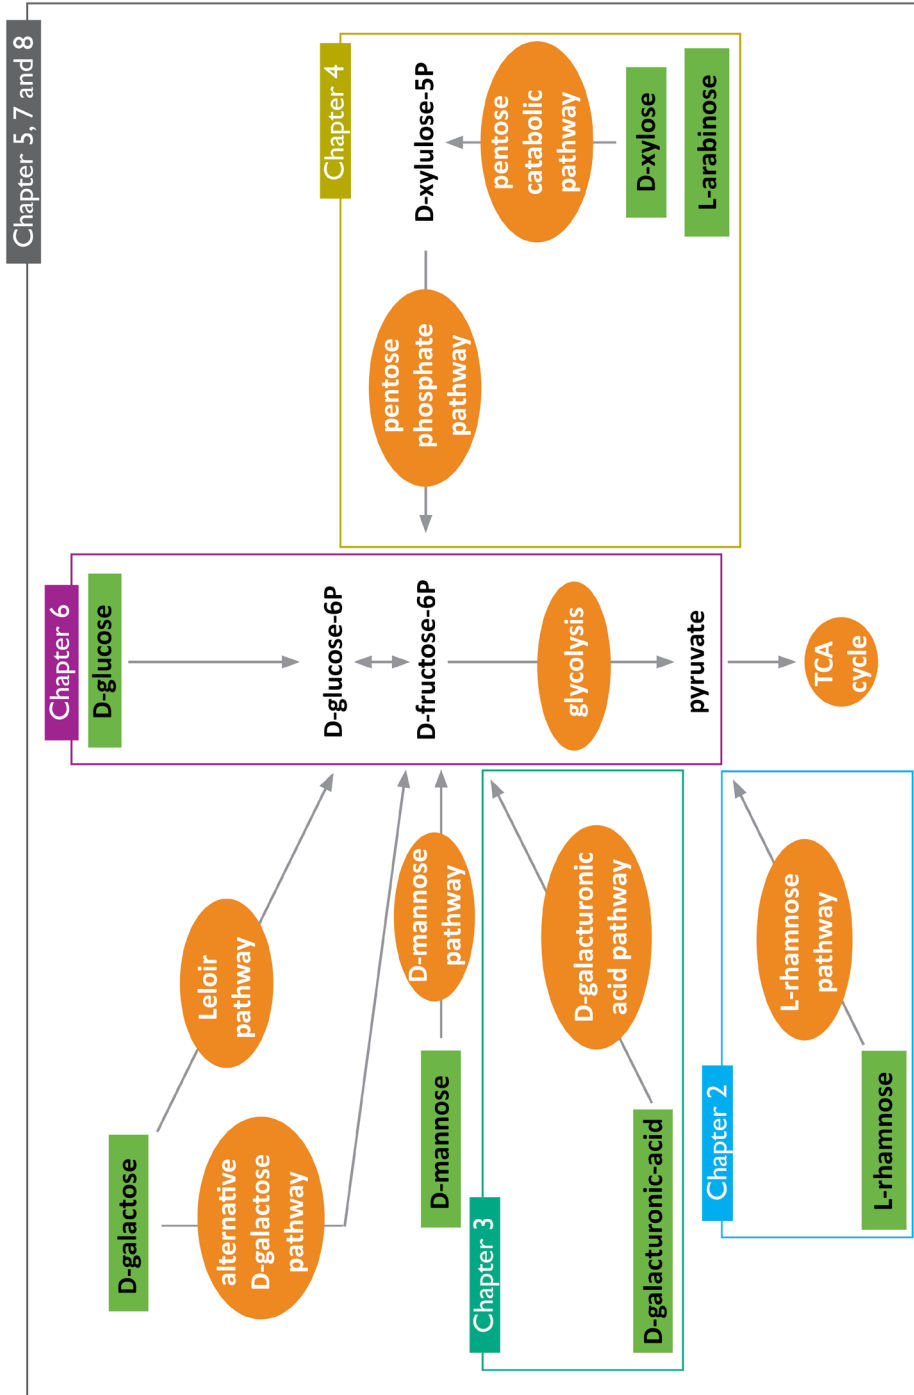 Chapter 5, 7 and 8
D-galactose
alternative
D-galactose
pathway
Leloir
pathway
D-mannose
D-mannose
pathway
Chapter 3
D-galacturonic-acid
D-galacturonic
acid pathway
Chapter 2
L-rhamnose
L-rhamnose
pathway
Chapter 6
D-glucose
D-glucose-6P
D-fructose-6P
glycolysis
pyruvate
TCA
cycle
Chapter 4
D-xylulose-5P
pentose
phosphate
pathway
pentose
catabolic
pathway
D-xylose
L-arabinose